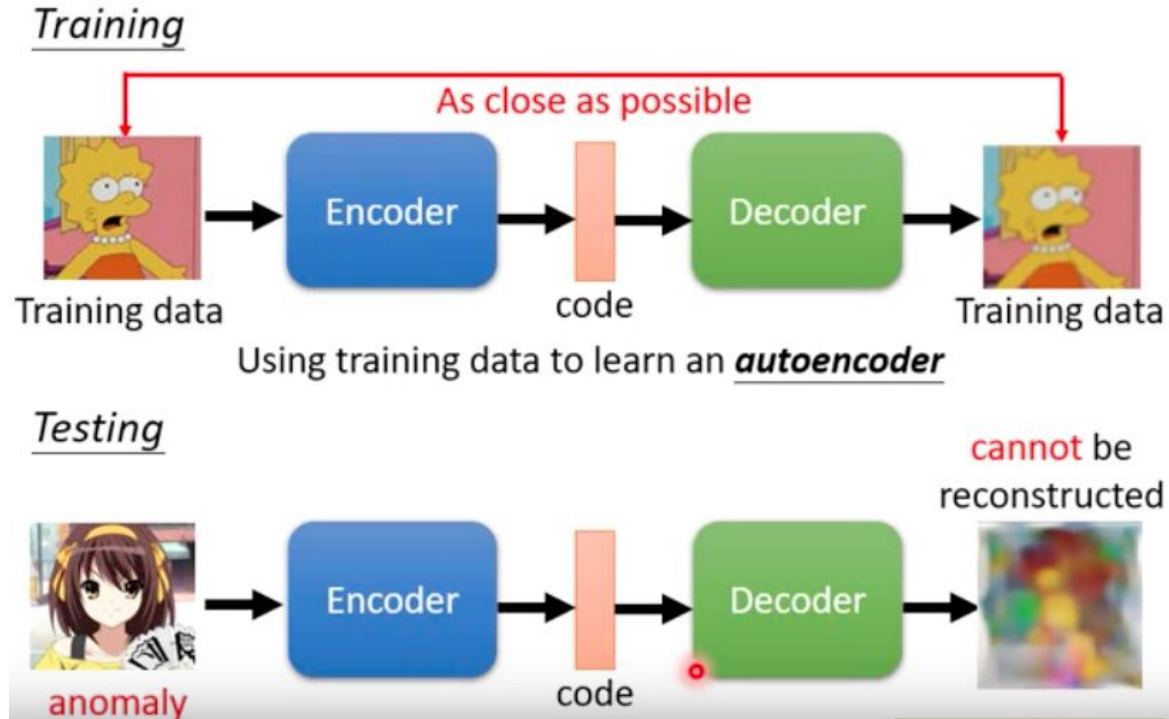 Training
As close as possible
Encoder
Decoder
Training data
code
Training data
Using training data to learn an autoencoder
Testing
cannot be
reconstructed
Encoder
Decoder
anomaly
code